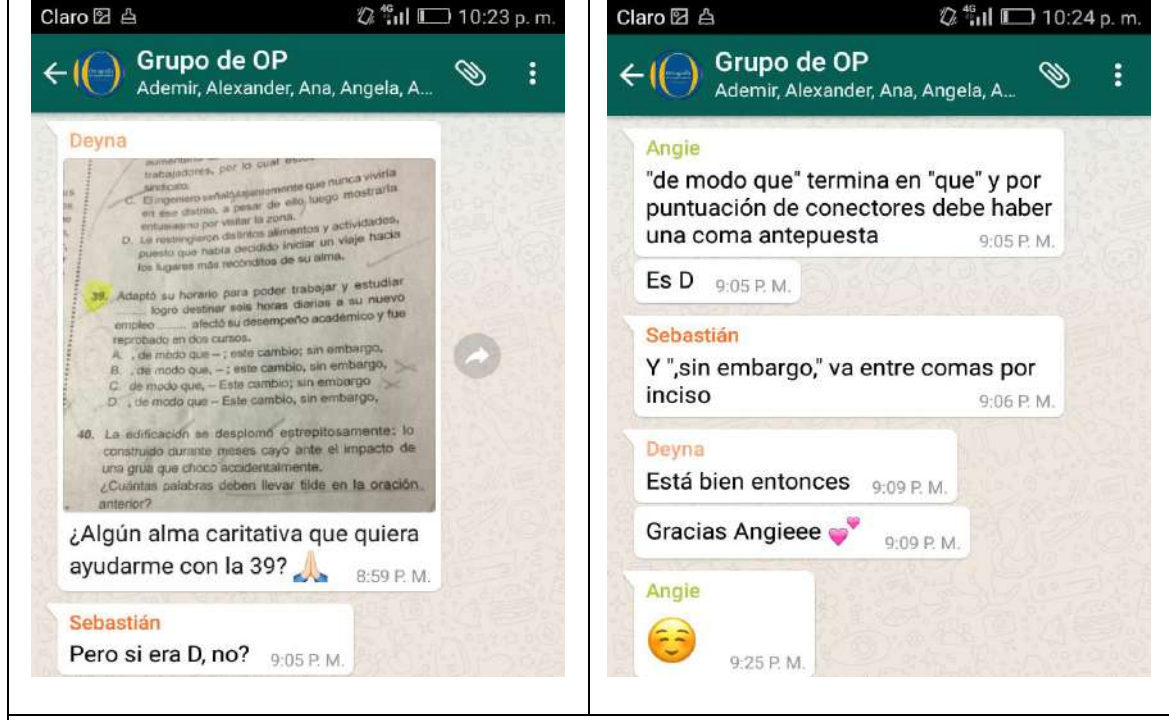 Claro
4G
10:23 p. m.
Grupo de OP
Ademir, Alexander, Ana, Angela, A...
Deyna
trabajadores, por lo cual
sindicato.
C. El ingeniero señaló que nunca viviría
en ese distrito, a pesar de ello, luego mostraría
entusiasmo por visitar la zona.
D. Le restringieron distintos alimentos y actividades,
puesto que había decidido iniciar un viaje hacia
los lugares más recónditos de su alma.
39. Adaptó su horario para poder trabajar y estudiar
........ logró destinar seis horas diarias a su nuevo
empleo ........ afectó su desempeño académico y fue
reprobado en dos cursos.
A. , de modo que – ; este cambio; sin embargo,
B. , de modo que, – ; este cambio, sin embargo,
C. de modo que, – Este cambio; sin embargo
D. , de modo que – Este cambio, sin embargo,
40. La edificación se desplomó estrepitosamente; lo
construido durante meses cayo ante el impacto de
una grua que choco accidentalmente.
¿Cuántas palabras deben llevar tilde en la oración
anterior?
¿Algún alma caritativa que quiera
ayudarme con la 39? 🙏🏻
8:59 P. M.
Sebastián
Pero si era D, no?
9:05 P. M.
Claro
4G
10:24 p. m.
Grupo de OP
Ademir, Alexander, Ana, Angela, A...
Angie
"de modo que" termina en "que" y por
puntuación de conectores debe haber
una coma antepuesta
9:05 P. M.
Es D
9:05 P. M.
Sebastián
Y ",sin embargo," va entre comas por
inciso
9:06 P. M.
Deyna
Está bien entonces
9:09 P. M.
Gracias Angieee 💕
9:09 P. M.
Angie
☺️
9:25 P. M.